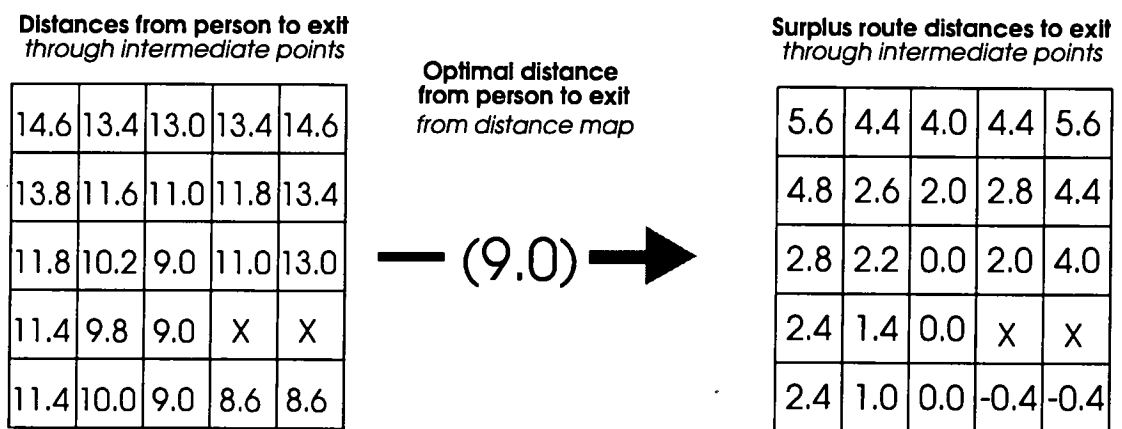 Distances from person to exit
through intermediate points
14.6 13.4 13.0 13.4 14.6
13.8 11.6 11.0 11.8 13.4
11.8 10.2 9.0 11.0 13.0
11.4 9.8 9.0 X X
11.4 10.0 9.0 8.6 8.6
Optimal distance
from person to exit
from distance map
— (9.0)
Surplus route distances to exit
through intermediate points
5.6 4.4 4.0 4.4 5.6
4.8 2.6 2.0 2.8 4.4
2.8 2.2 0.0 2.0 4.0
2.4 1.4 0.0 X X
2.4 1.0 0.0 -0.4 -0.4